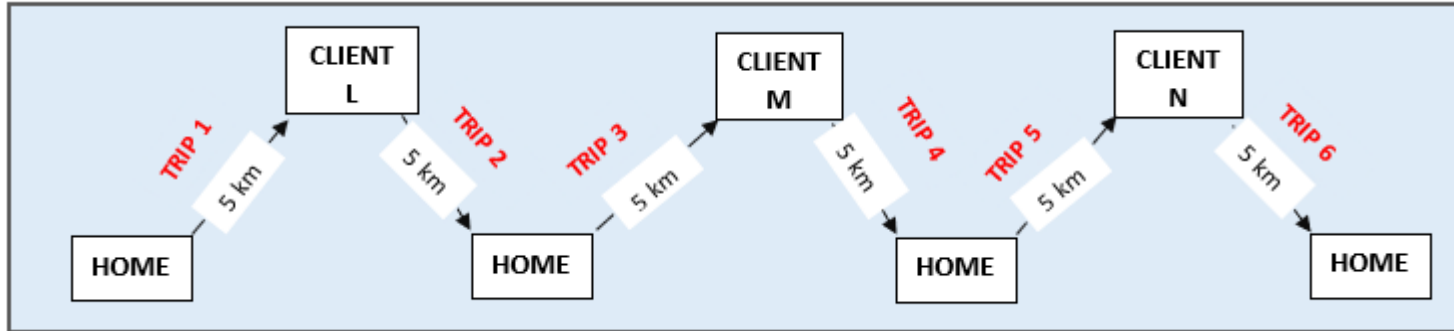 CLIENT
L
CLIENT
M
CLIENT
N
TRIP 1
5 km
TRIP 2
5 km
TRIP 3
5 km
TRIP 4
5 km
TRIP 5
5 km
TRIP 6
5 km
HOME
HOME
HOME
HOME